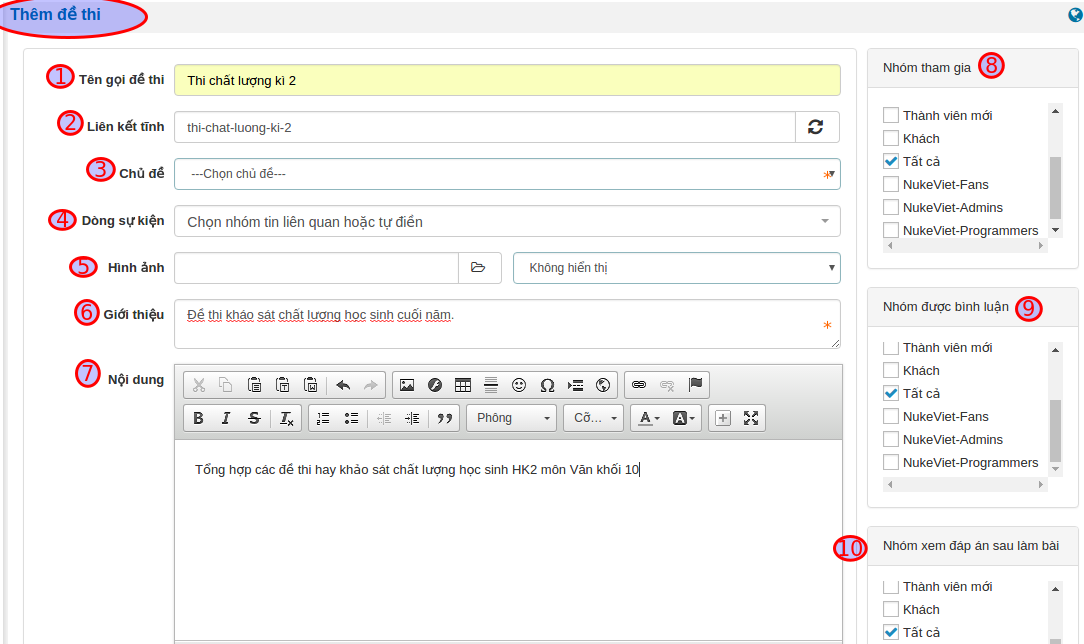 Thêm đề thi
1 Tên gọi đề thi Thi chất lượng kì 2
2 Liên kết tĩnh thi-chat-luong-ki-2
3 Chủ đề ---Chọn chủ đề--- *
4 Dòng sự kiện Chọn nhóm tin liên quan hoặc tự điền
5 Hình ảnh Không hiển thị
6 Giới thiệu Đề thi kháo sát chất lượng học sinh cuối năm. *
7 Nội dung
B I S Tx Phông Cỡ... A A
Tổng hợp các đề thi hay khảo sát chất lượng học sinh HK2 môn Văn khối 10
Nhóm tham gia 8
Thành viên mới
Khách
Tất cả
NukeViet-Fans
NukeViet-Admins
NukeViet-Programmers
Nhóm được bình luận 9
Thành viên mới
Khách
Tất cả
NukeViet-Fans
NukeViet-Admins
NukeViet-Programmers
10 Nhóm xem đáp án sau làm bài
Thành viên mới
Khách
Tất cả